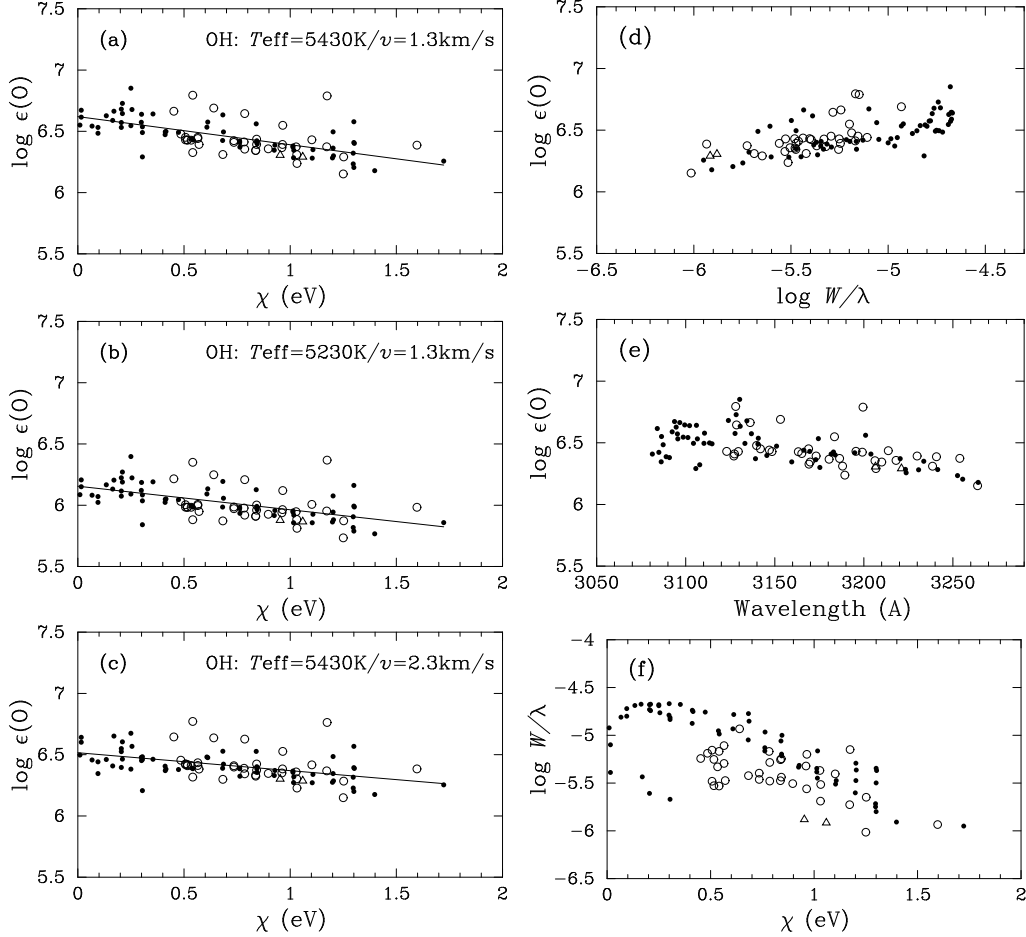 (a) OH: Teff=5430K/v=1.3km/s
7.5
7
6.5
6
5.5
log ϵ(O)
0 0.5 1 1.5 2
χ (eV)
(b) OH: Teff=5230K/v=1.3km/s
7.5
7
6.5
6
5.5
log ϵ(O)
0 0.5 1 1.5 2
χ (eV)
(c) OH: Teff=5430K/v=2.3km/s
7.5
7
6.5
6
5.5
log ϵ(O)
0 0.5 1 1.5 2
χ (eV)
(d)
7.5
7
6.5
6
5.5
log ϵ(O)
−6.5 −6 −5.5 −5 −4.5
log W/λ
(e)
7.5
7
6.5
6
5.5
log ϵ(O)
3050 3100 3150 3200 3250
Wavelength (A)
(f)
−4
−4.5
−5
−5.5
−6
−6.5
log W/λ
0 0.5 1 1.5 2
χ (eV)